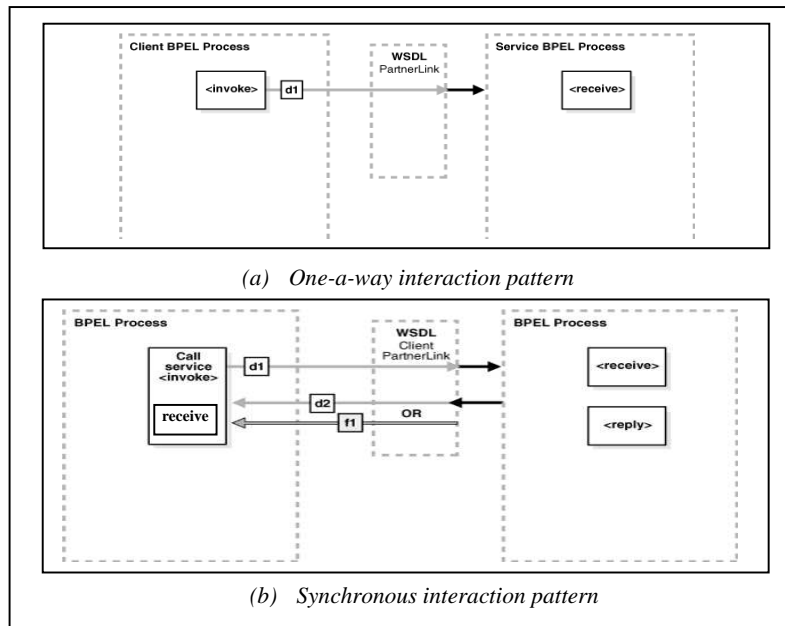 Client BPEL Process
WSDL
PartnerLink
Service BPEL Process
<invoke>
d1
<receive>
(a) One-a-way interaction pattern
BPEL Process
WSDL
Client
PartnerLink
BPEL Process
Call
service
<invoke>
d1
<receive>
receive
d2
OR
f1
<reply>
(b) Synchronous interaction pattern